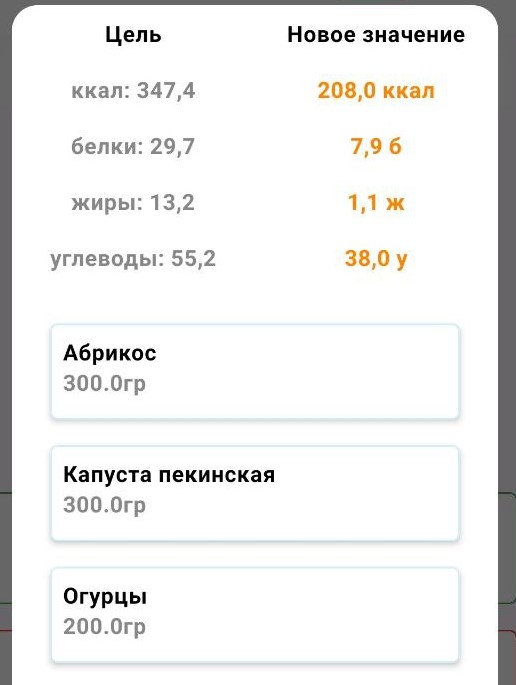 Цель Новое значение
ккал: 347,4 208,0 ккал
белки: 29,7 7,9 б
жиры: 13,2 1,1 ж
углеводы: 55,2 38,0 у
Абрикос
300.0гр
Капуста пекинская
300.0гр
Огурцы
200.0гр